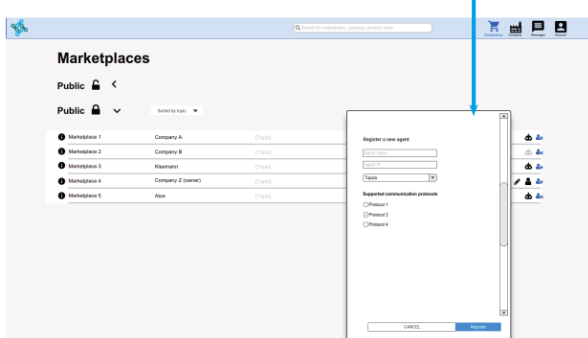 Search for marketplace, company, product, topic
Marketplaces
Company
Messages
Account
Marketplaces
Public
Public
Sorted by topic
Marketplace 1 Company A [Topic]
Marketplace 2 Company B [Topic]
Marketplace 3 Klaemann [Topic]
Marketplace 4 Company Z (owner) [Topic]
Marketplace 5 Also [Topic]
Register a new agent
Agent name
Agent IP
Topics
Supported communication protocols
Protocol 1
Protocol 2
Protocol 4
CANCEL Register